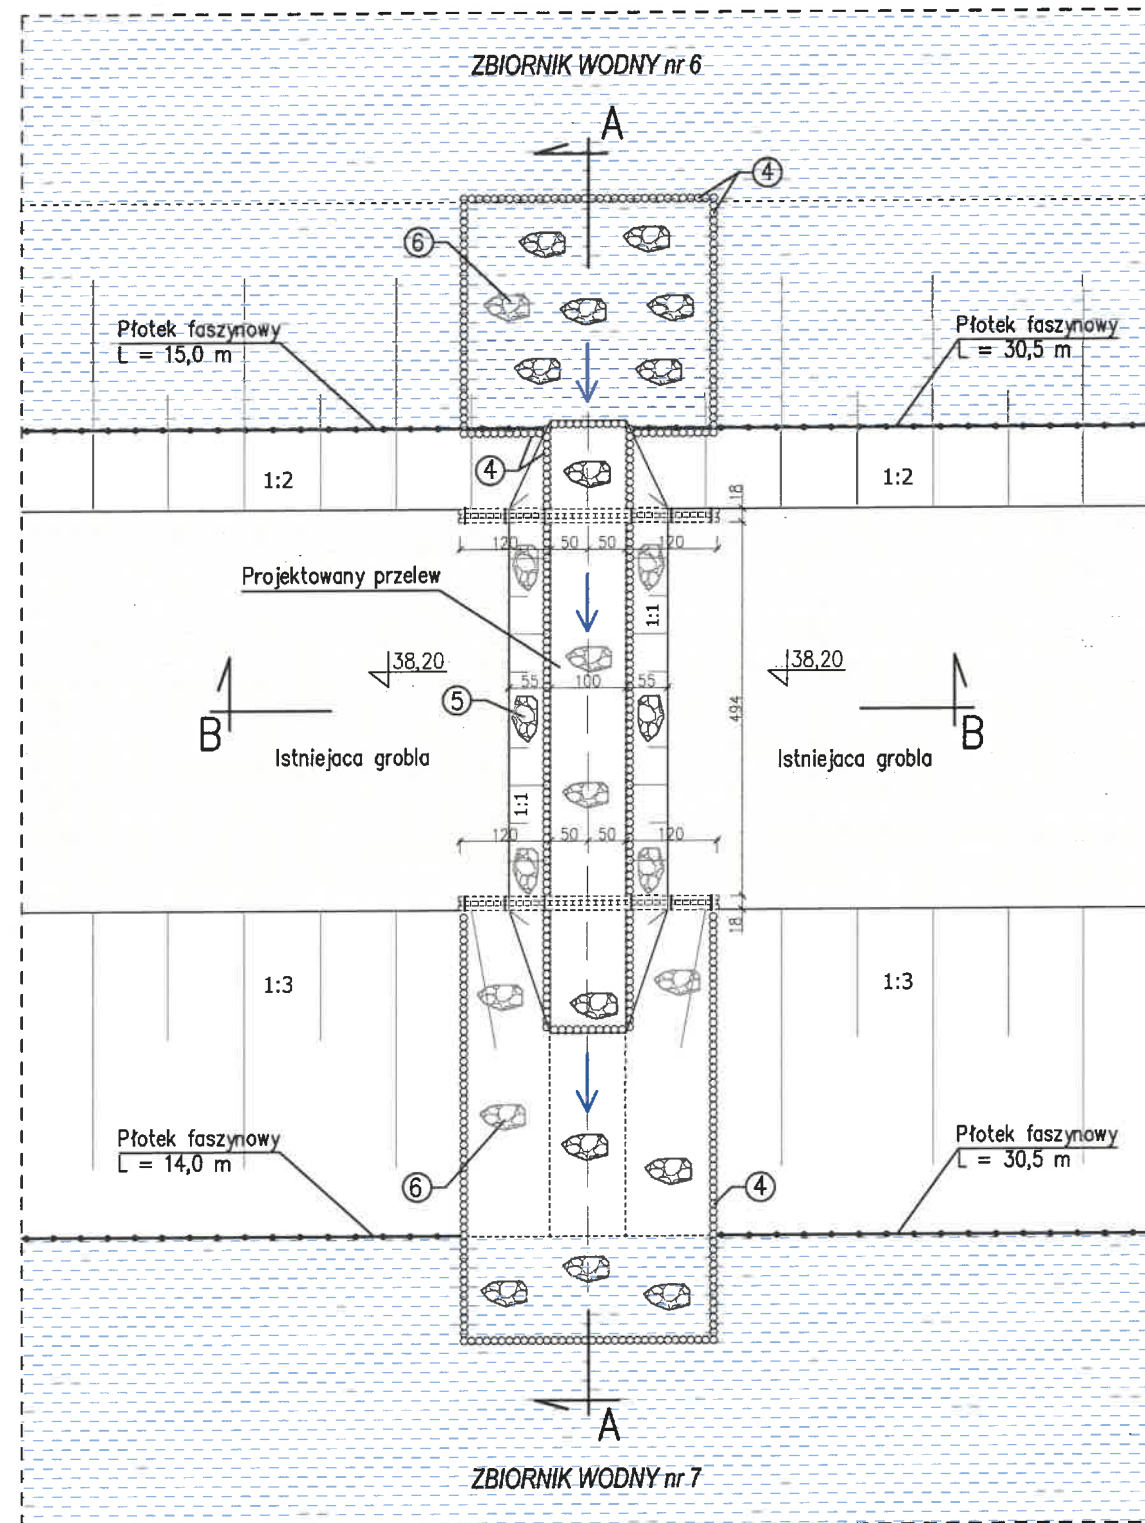 ZBIORNIK WODNY nr 6
A
4
6
Płotek faszynowy
L = 15,0 m
Płotek faszynowy
L = 30,5 m
4
1:2
1:2
18
120 50 50 120
Projektowany przelew
1:1
38,20
38,20
55 100 55
5
494
B
B
Istniejaca grobla
Istniejaca grobla
1:1
120 50 50 120
18
1:3
1:3
Płotek faszynowy
L = 14,0 m
Płotek faszynowy
L = 30,5 m
6
4
A
ZBIORNIK WODNY nr 7